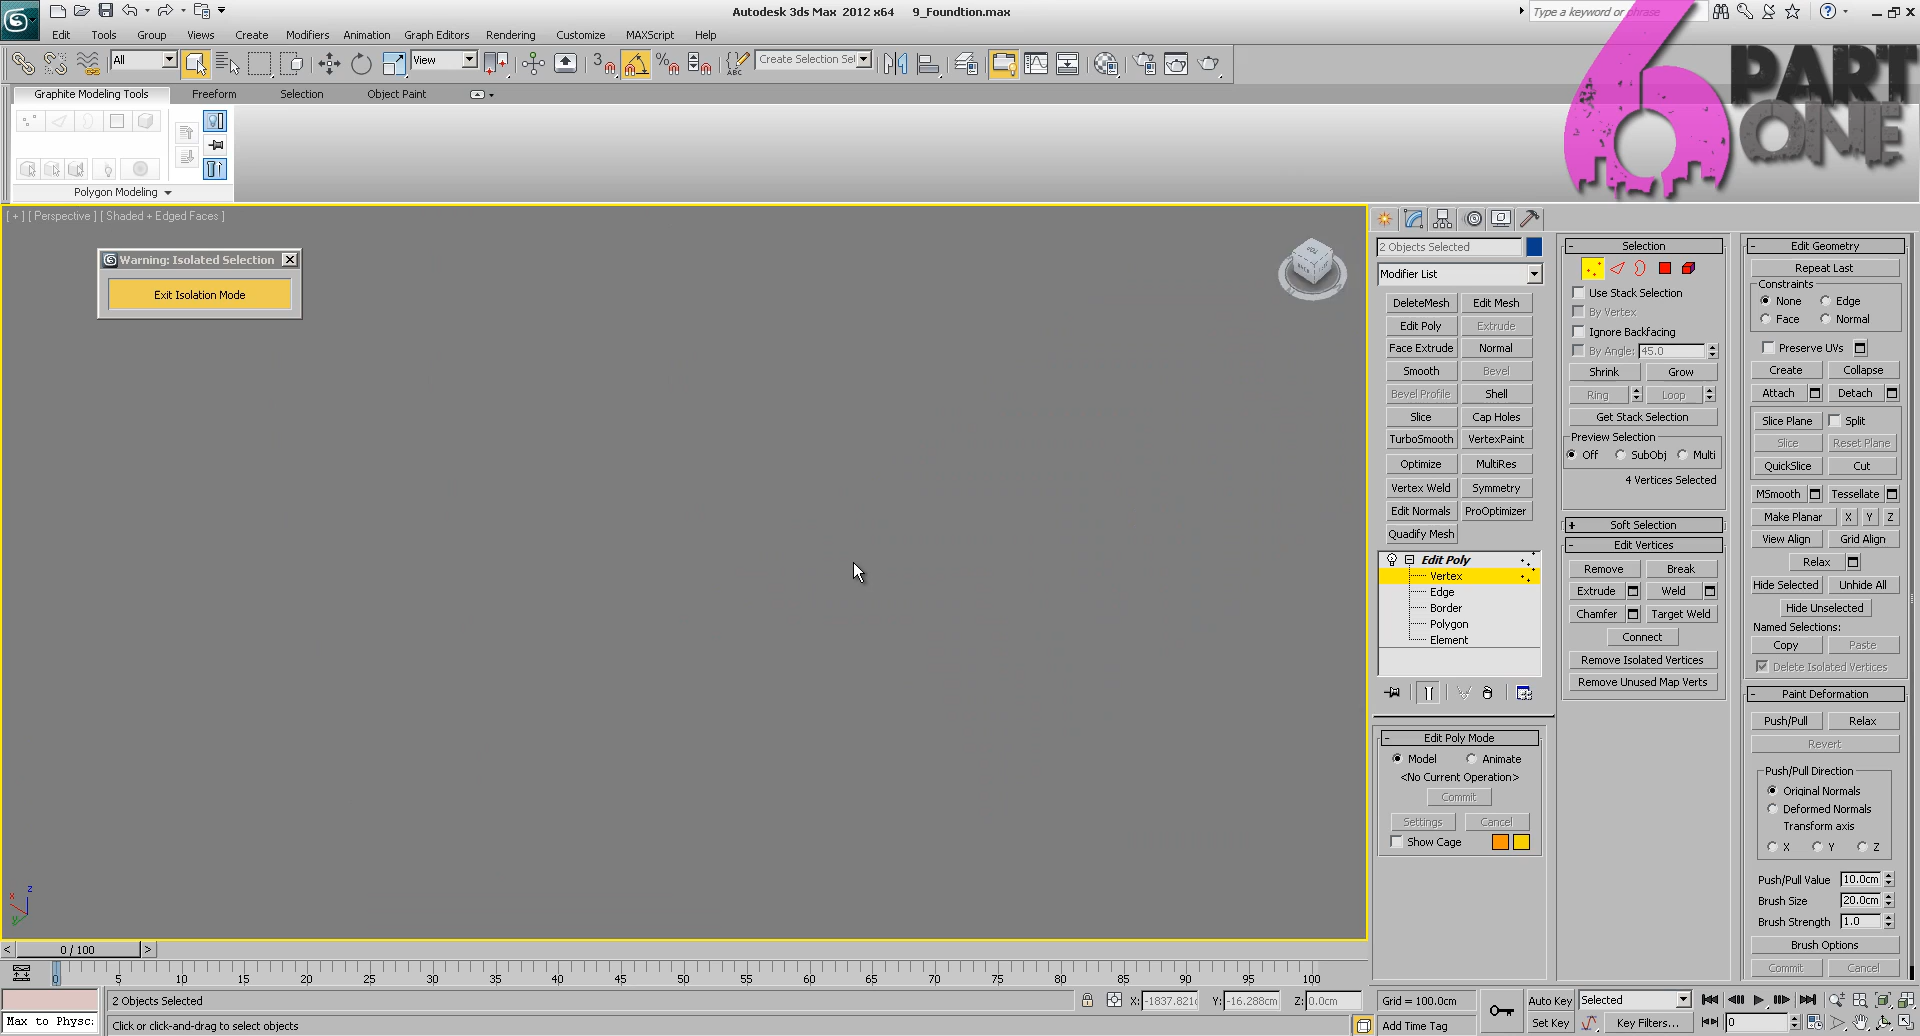 Autodesk 3ds Max 2012 x64 9_Foundtion.max
Type a keyword or phrase
Edit Tools Group Views Create Modifiers Animation Graph Editors Rendering Customize MAXScript Help
All View 3 ABC Create Selection Se
Graphite Modeling Tools Freeform Selection Object Paint
Polygon Modeling
6 PART ONE
[ + ] [ Perspective ] [ Shaded + Edged Faces ]
Warning: Isolated Selection
Exit Isolation Mode
2 Objects Selected
Modifier List
DeleteMesh Edit Mesh
Edit Poly Extrude
Face Extrude Normal
Smooth Bevel
Bevel Profile Shell
Slice Cap Holes
TurboSmooth VertexPaint
Optimize MultiRes
Vertex Weld Symmetry
Edit Normals ProOptimizer
Quadify Mesh
Edit Poly
Vertex
Edge
Border
Polygon
Element
Edit Poly Mode
Model Animate
<No Current Operation>
Commit
Settings Cancel
Show Cage
Selection
Use Stack Selection
By Vertex
Ignore Backfacing
By Angle: 45.0
Shrink Grow
Ring Loop
Get Stack Selection
Preview Selection
Off SubObj Multi
4 Vertices Selected
Soft Selection
Edit Vertices
Remove Break
Extrude Weld
Chamfer Target Weld
Connect
Remove Isolated Vertices
Remove Unused Map Verts
Edit Geometry
Repeat Last
Constraints
None Edge
Face Normal
Preserve UVs
Create Collapse
Attach Detach
Slice Plane Split
Slice Reset Plane
QuickSlice Cut
MSmooth Tessellate
Make Planar X Y Z
View Align Grid Align
Relax
Hide Selected Unhide All
Hide Unselected
Named Selections:
Copy Paste
Delete Isolated Vertices
Paint Deformation
Push/Pull Relax
Revert
Push/Pull Direction
Original Normals
Deformed Normals
Transform axis
X Y Z
Push/Pull Value 10.0cm
Brush Size 20.0cm
Brush Strength 1.0
Brush Options
Commit Cancel
z
x
y
< 0 / 100 >
0 5 10 15 20 25 30 35 40 45 50 55 60 65 70 75 80 85 90 95 100
2 Objects Selected X: -1837.821 Y: -16.288cm Z: 0.0cm Grid = 100.0cm Auto Key Selected
Max to Physc: Click or click-and-drag to select objects Add Time Tag Set Key Key Filters... 0